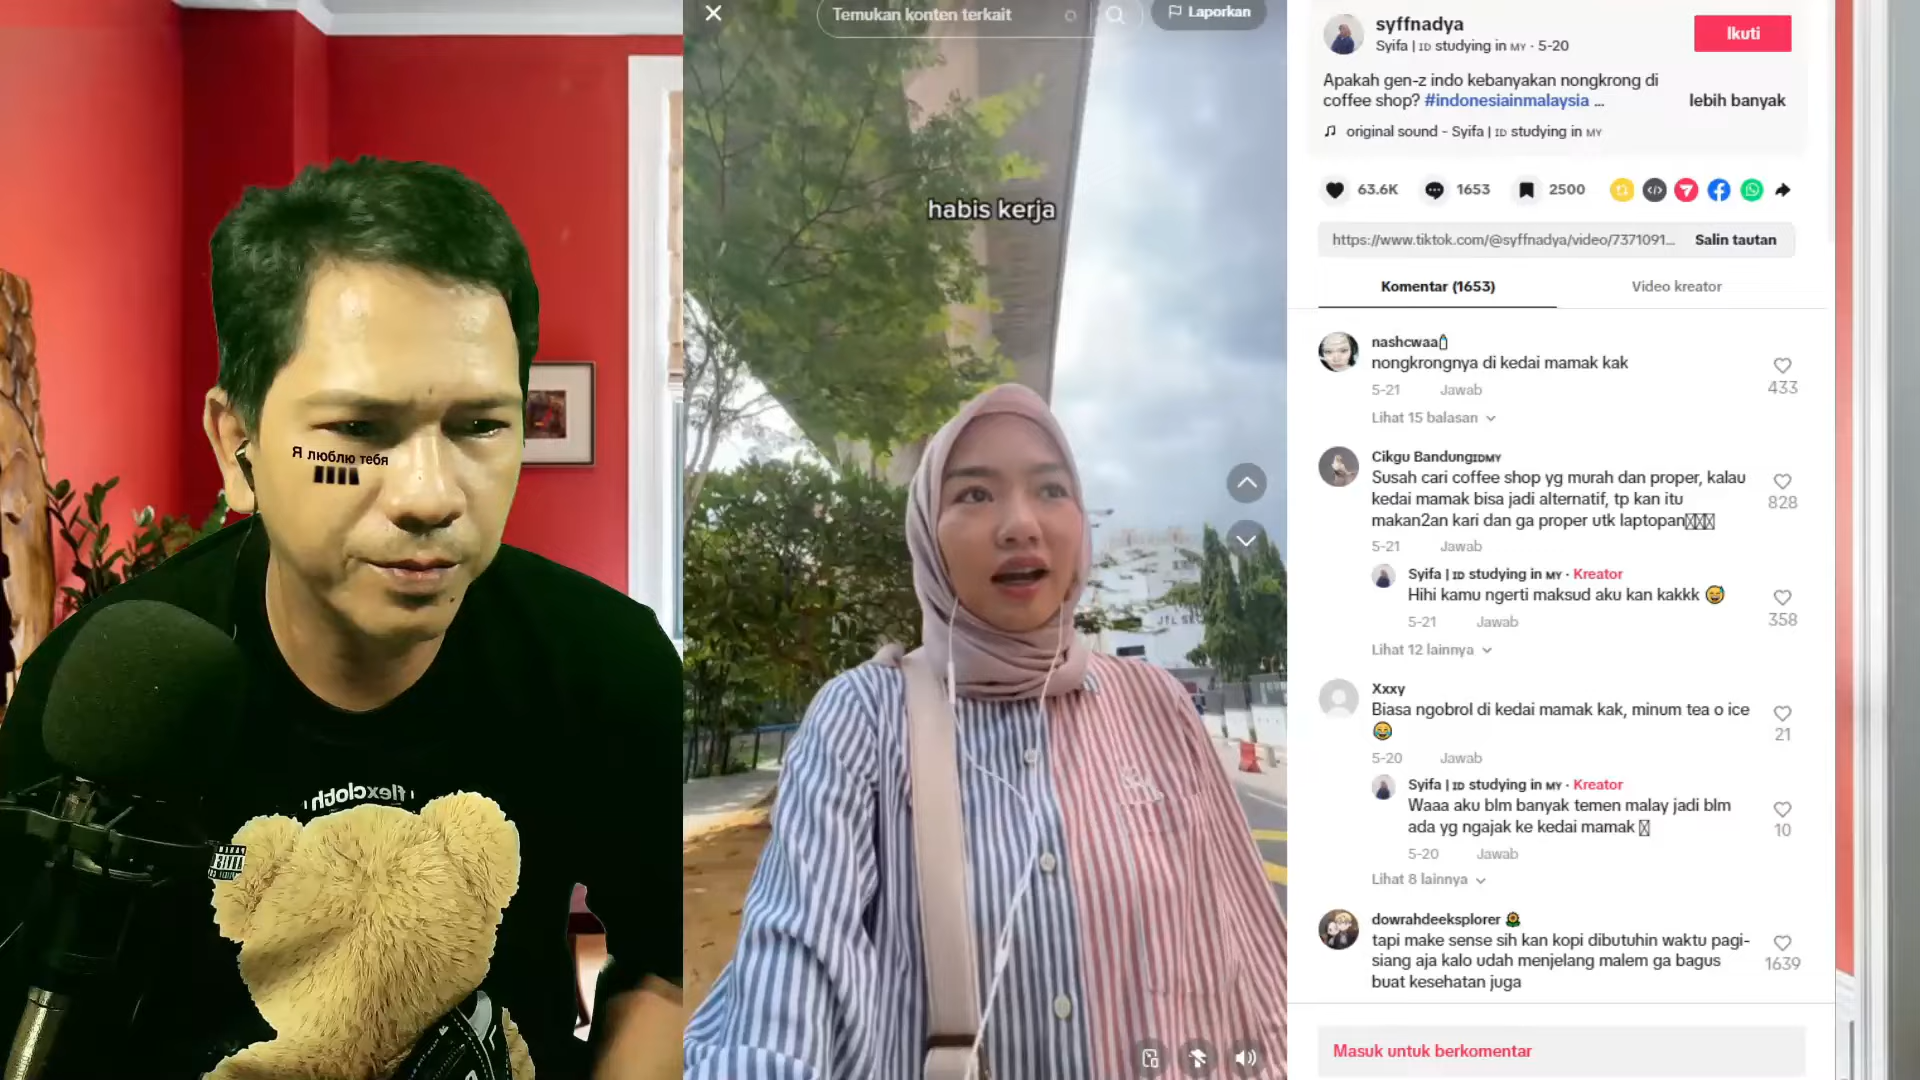 Temukan konten terkait
Laporkan
habis kerja
Я люблю тебя
flexcloth
syffnadya
Syifa | ID studying in MY · 5-20
Ikuti
Apakah gen-z indo kebanyakan nongkrong di
coffee shop? #indonesiainmalaysia ...
lebih banyak
original sound - Syifa | ID studying in MY
63.6K
1653
2500
https://www.tiktok.com/@syffnadya/video/7371091...
Salin tautan
Komentar (1653)
Video kreator
nashcwaa
nongkrongnya di kedai mamak kak
433
5-21 Jawab
Lihat 15 balasan
Cikgu BandungIDMY
Susah cari coffee shop yg murah dan proper, kalau
kedai mamak bisa jadi alternatif, tp kan itu
makan2an kari dan ga proper utk laptopan
828
5-21 Jawab
Syifa | ID studying in MY · Kreator
Hihi kamu ngerti maksud aku kan kakkk 😅
358
5-21 Jawab
Lihat 12 lainnya
Xxxy
Biasa ngobrol di kedai mamak kak, minum tea o ice
😂
21
5-20 Jawab
Syifa | ID studying in MY · Kreator
Waaa aku blm banyak temen malay jadi blm
ada yg ngajak ke kedai mamak
10
5-20 Jawab
Lihat 8 lainnya
dowrahdeeksplorer 🌻
tapi make sense sih kan kopi dibutuhin waktu pagi-
siang aja kalo udah menjelang malem ga bagus
buat kesehatan juga
1639
Masuk untuk berkomentar